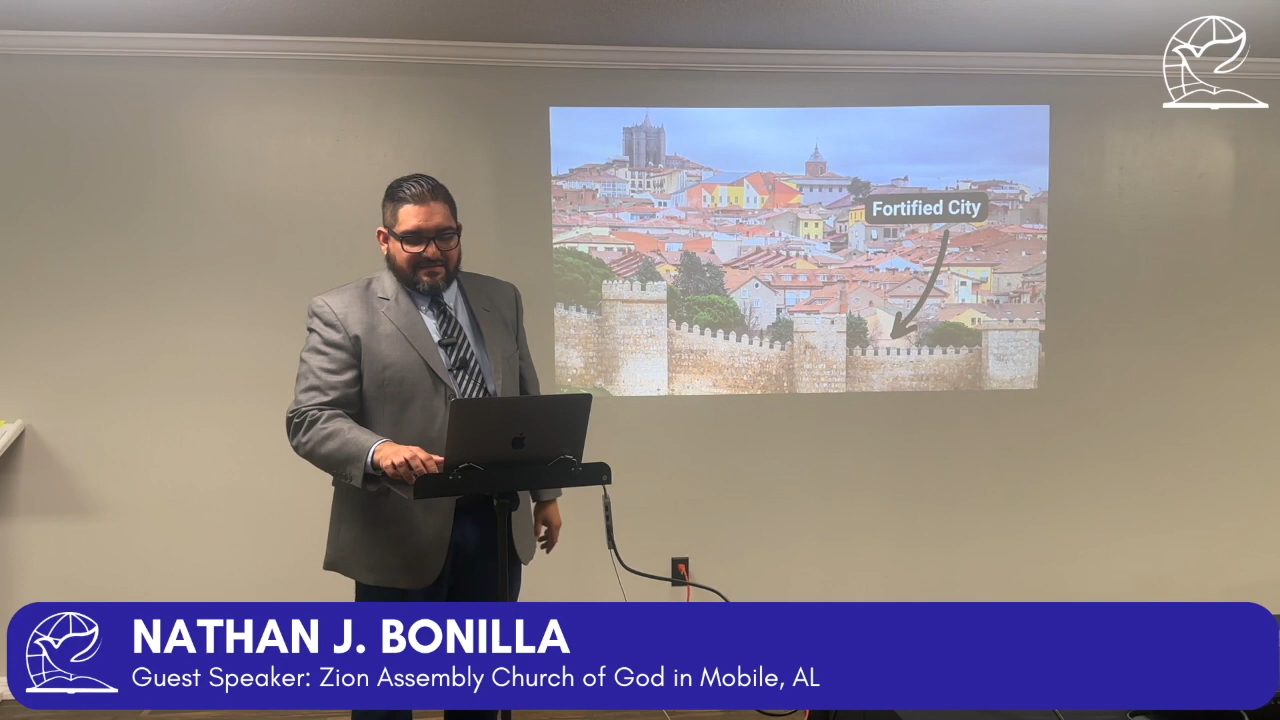 Fortified City
NATHAN J. BONILLA
Guest Speaker: Zion Assembly Church of God in Mobile, AL